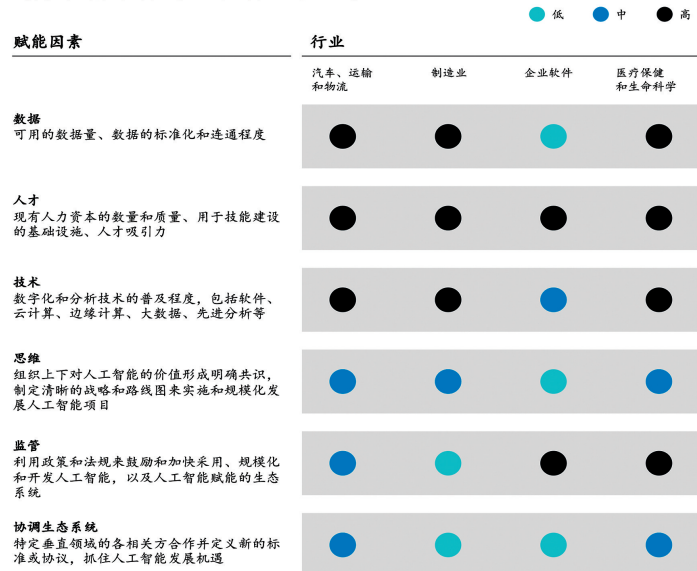 低 中 高
赋能因素 行业
汽车、运输
和物流
制造业
企业软件
医疗保健
和生命科学
数据
可用的数据量、数据的标准化和连通程度
人才
现有人力资本的数量和质量、用于技能建设
的基础设施、人才吸引力
技术
数字化和分析技术的普及程度，包括软件、
云计算、边缘计算、大数据、先进分析等
思维
组织上下对人工智能的价值形成明确共识，
制定清晰的战略和路线图来实施和规模化发
展人工智能项目
监管
利用政策和法规来鼓励和加快采用、规模化
和开发人工智能，以及人工智能赋能的生态
系统
协调生态系统
特定垂直领域的各相关方合作并定义新的标
准或协议，抓住人工智能发展机遇